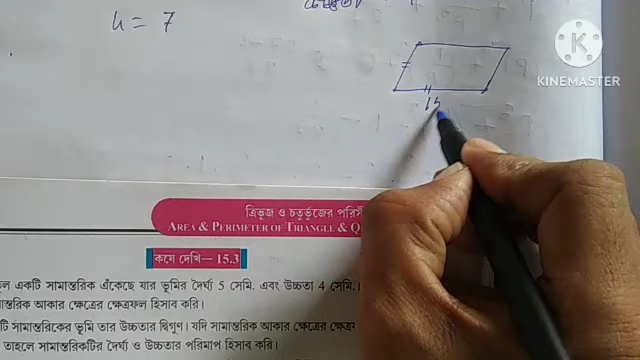 h = 7
KINEMASTER
15
ত্রিভুজ ও চতুর্ভুজের পরিসী
AREA & PERIMETER OF TRIANGLE & Q
কষে দেখি— 15.3
ল একটি সামান্তরিক এঁকেছে যার ভূমির দৈর্ঘ্য 5 সেমি. এবং উচ্চতা 4 সেমি.
ান্তরিক আকার ক্ষেত্রের ক্ষেত্রফল হিসাব করি।
টি সামান্তরিকের ভূমি তার উচ্চতার দ্বিগুণ। যদি সামান্তরিক আকার ক্ষেত্রের ক্ষেত্রফ
তাহলে সামান্তরিকটির দৈর্ঘ্য ও উচ্চতার পরিমাপ হিসাব করি।